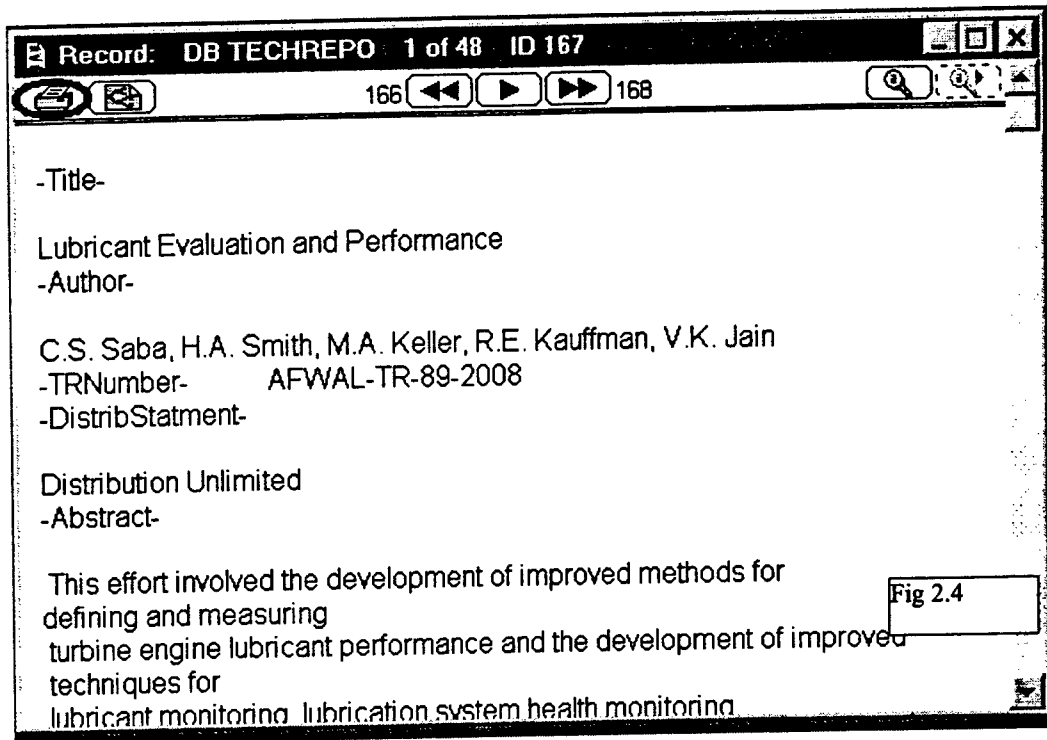 Record: DB TECHREPO 1 of 48 ID 167
166 168
-Title-
Lubricant Evaluation and Performance
-Author-
C.S. Saba, H.A. Smith, M.A. Keller, R.E. Kauffman, V.K. Jain
-TRNumber- AFWAL-TR-89-2008
-DistribStatment-
Distribution Unlimited
-Abstract-
This effort involved the development of improved methods for
defining and measuring
Fig 2.4
turbine engine lubricant performance and the development of improved
techniques for
lubricant monitoring lubrication system health monitoring